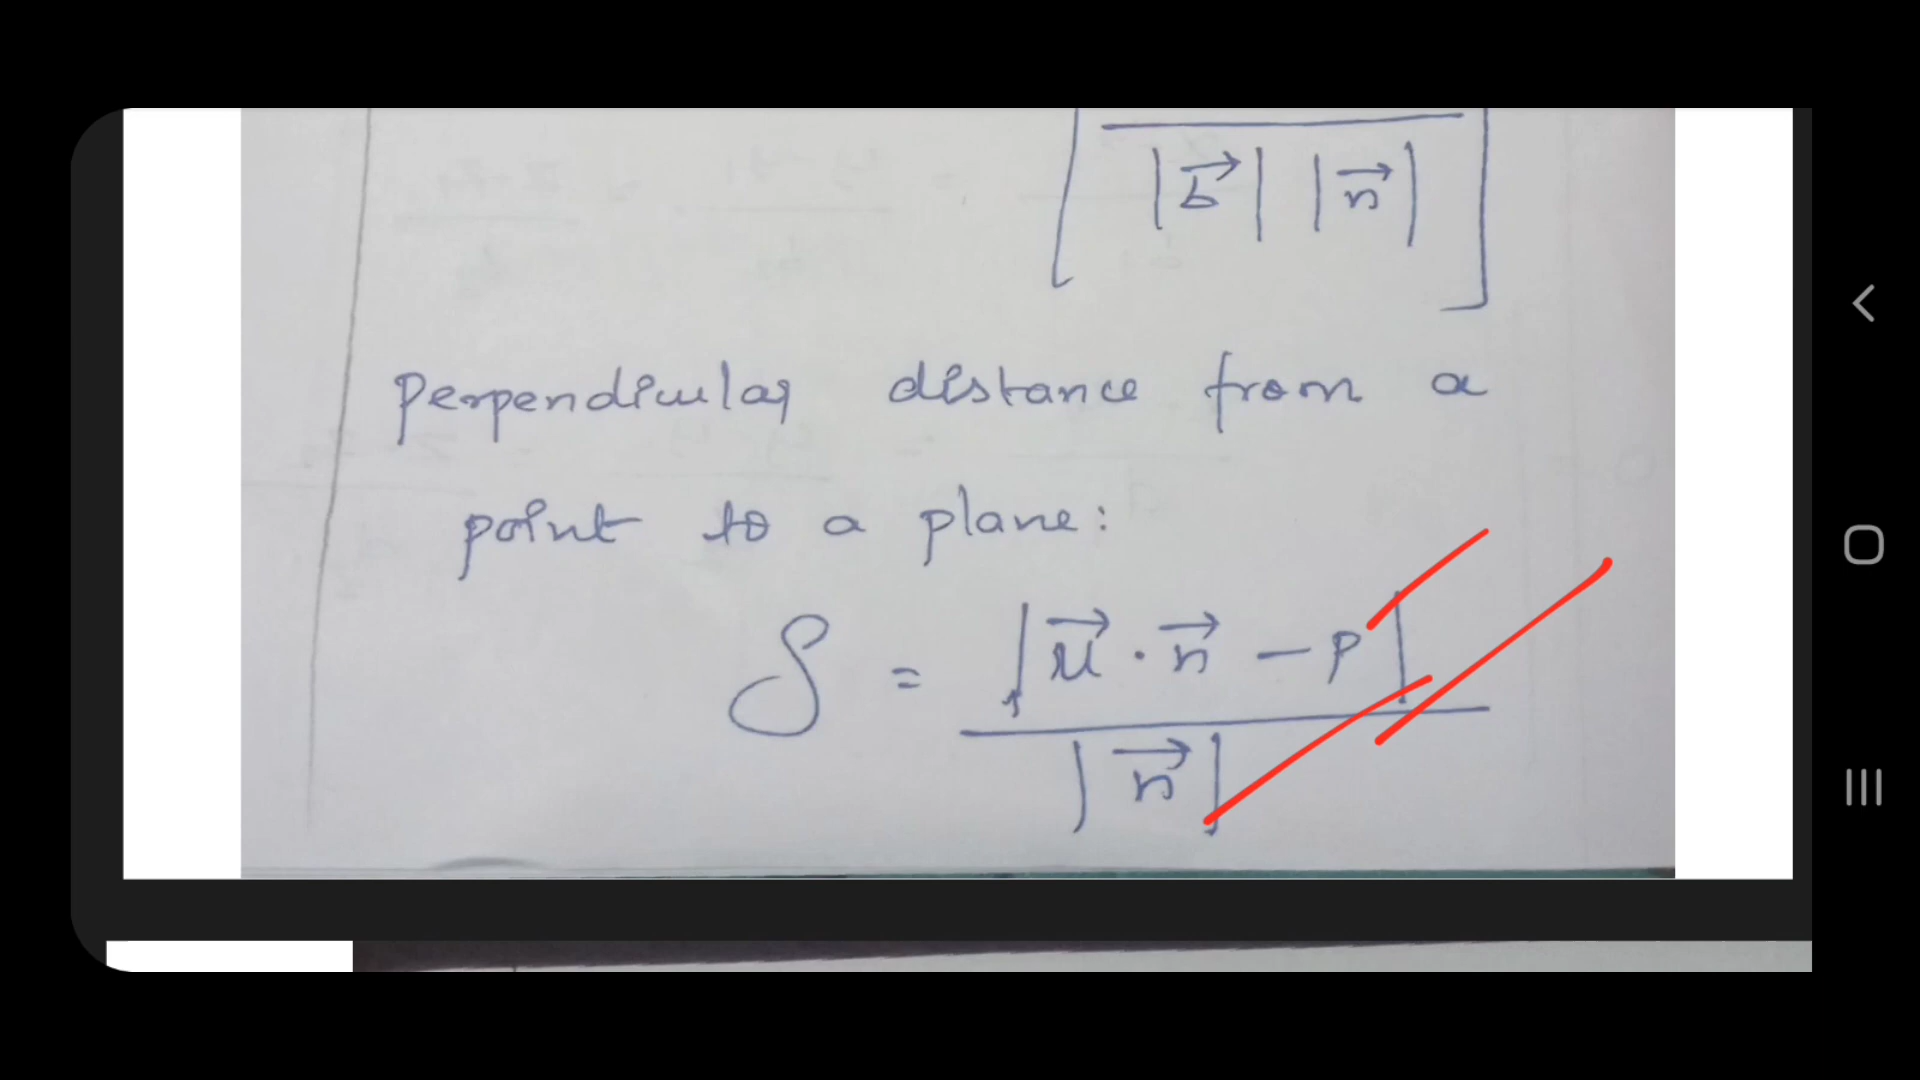 |b⃗| |n⃗|
Perpendicular distance from a
point to a plane:
δ = |u⃗ · n⃗ − p|
|n⃗|